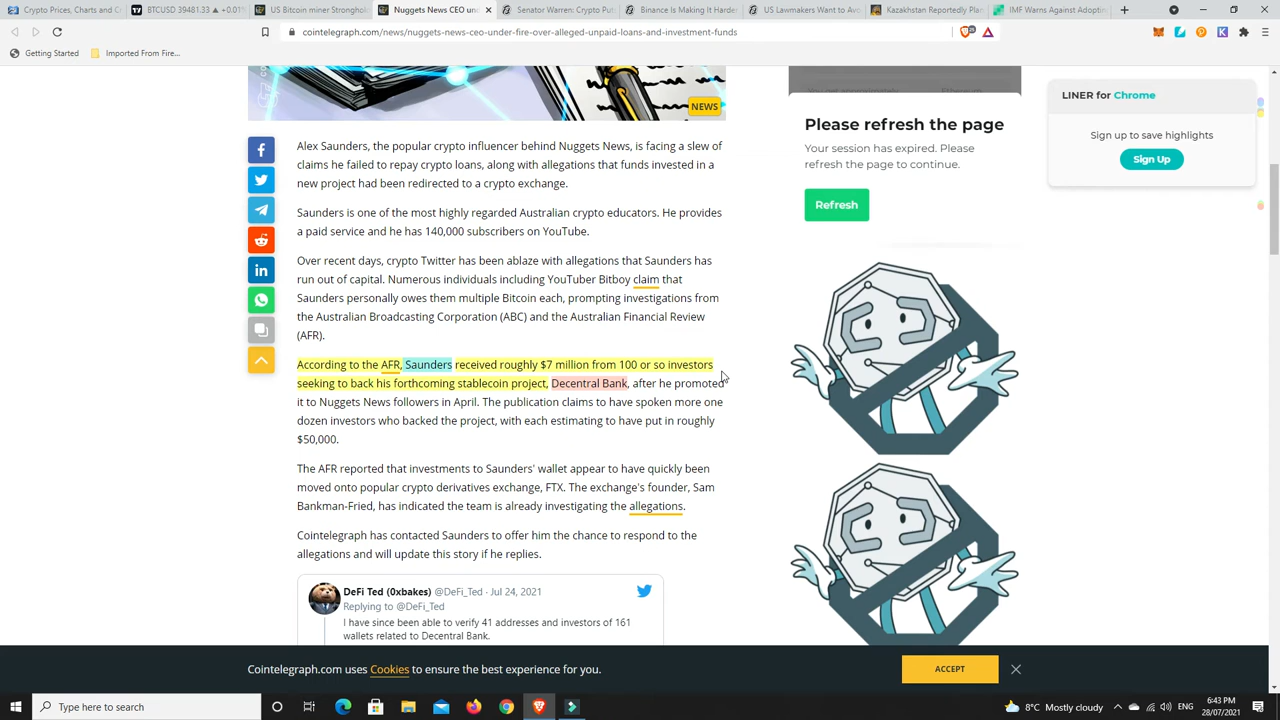 Crypto Prices, Charts and C
BTCUSD 39481.33 ▲ +0.01%
US Bitcoin miner Stronghol
Nuggets News CEO und
Senator Warren: Crypto Put
Binance Is Making It Harder
US Lawmakers Want to Avo
Kazakhstan Reportedly Plan
IMF Warns Against Adoptin
cointelegraph.com/news/nuggets-news-ceo-under-fire-over-alleged-unpaid-loans-and-investment-funds
Getting Started
Imported From Fire...
NEWS
Alex Saunders, the popular crypto influencer behind Nuggets News, is facing a slew of
claims he failed to repay crypto loans, along with allegations that funds invested in a
new project had been redirected to a crypto exchange.
Saunders is one of the most highly regarded Australian crypto educators. He provides
a paid service and he has 140,000 subscribers on YouTube.
Over recent days, crypto Twitter has been ablaze with allegations that Saunders has
run out of capital. Numerous individuals including YouTuber Bitboy claim that
Saunders personally owes them multiple Bitcoin each, prompting investigations from
the Australian Broadcasting Corporation (ABC) and the Australian Financial Review
(AFR).
According to the AFR, Saunders received roughly $7 million from 100 or so investors
seeking to back his forthcoming stablecoin project, Decentral Bank, after he promoted
it to Nuggets News followers in April. The publication claims to have spoken more one
dozen investors who backed the project, with each estimating to have put in roughly
$50,000.
The AFR reported that investments to Saunders' wallet appear to have quickly been
moved onto popular crypto derivatives exchange, FTX. The exchange's founder, Sam
Bankman-Fried, has indicated the team is already investigating the allegations.
Cointelegraph has contacted Saunders to offer him the chance to respond to the
allegations and will update this story if he replies.
DeFi Ted (0xbakes) @DeFi_Ted · Jul 24, 2021
Replying to @DeFi_Ted
I have since been able to verify 41 addresses and investors of 161
wallets related to Decentral Bank.
Please refresh the page
Your session has expired. Please
refresh the page to continue.
Refresh
LINER for Chrome
Sign up to save highlights
Sign Up
Cointelegraph.com uses Cookies to ensure the best experience for you.
ACCEPT
Type here to search
8°C Mostly cloudy
ENG
6:43 PM
28/07/2021